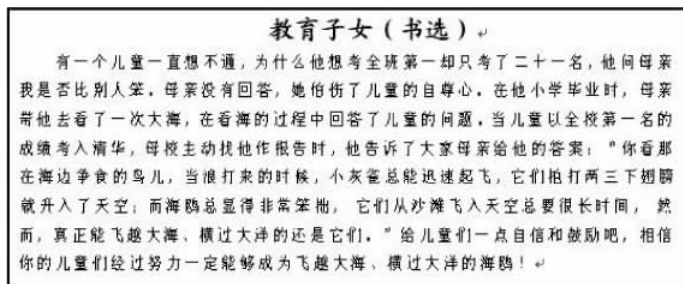 教育子女（书选）
有一个儿童一直想不通，为什么他想考全班第一却只考了二十一名，他问母亲
我是否比别人笨。母亲没有回答，她怕伤了儿童的自尊心。在他小学毕业时，母亲
带他去看了一次大海，在看海的过程中回答了儿童的问题。当儿童以全校第一名的
成绩考入清华，母校主动找他作报告时，他告诉了大家母亲给他的答案：“你看那
在海边争食的鸟儿，当浪打来的时候，小灰雀总能迅速起飞，它们拍打两三下翅膀
就升入了天空；而海鸥总显得非常笨拙，它们从沙滩飞入天空总要很长时间，然
而，真正能飞越大海、横过大洋的还是它们。”给儿童们一点自信和鼓励吧，相信
你的儿童们经过努力一定能够成为飞越大海、横过大洋的海鸥！